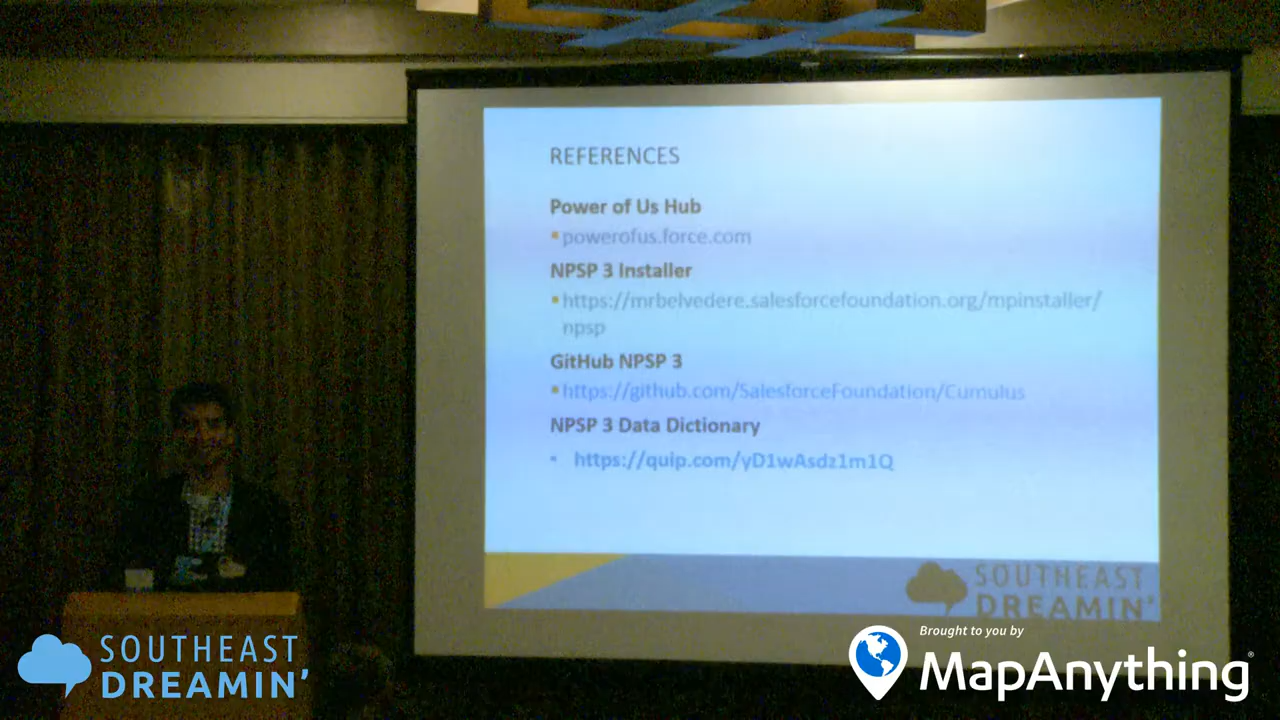 REFERENCES
Power of Us Hub
powerofus.force.com
NPSP 3 Installer
https://mrbelvedere.salesforcefoundation.org/mpinstaller/
npsp
GitHub NPSP 3
https://github.com/SalesforceFoundation/Cumulus
NPSP 3 Data Dictionary
https://quip.com/yD1wAsdz1m1Q
SOUTHEAST
DREAMIN'
SOUTHEAST
DREAMIN'
Brought to you by
MapAnything®